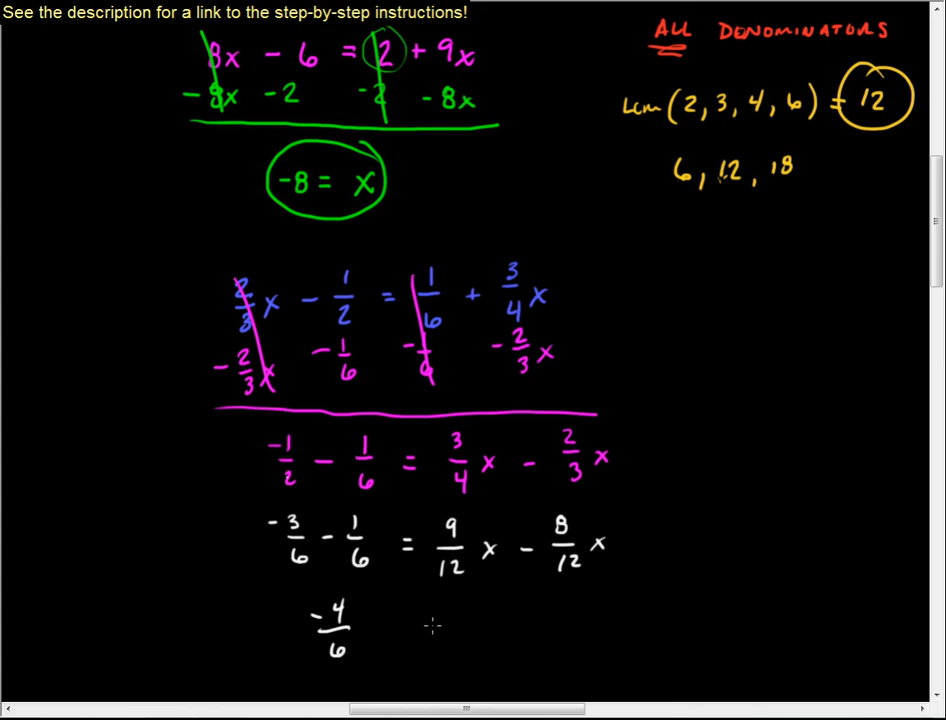 See the description for a link to the step-by-step instructions!
8x - 6 = 2 + 9x
-8x -2 -2 -8x
-8 = x
ALL DENOMINATORS
lcm (2, 3, 4, 6) = 12
6, 12, 18
2/3 x - 1/2 = 1/6 + 3/4 x
- 2/3 x - 1/6 - 1/6 - 2/3 x
-1/2 - 1/6 = 3/4 x - 2/3 x
-3/6 - 1/6 = 9/12 x - 8/12 x
-4/6